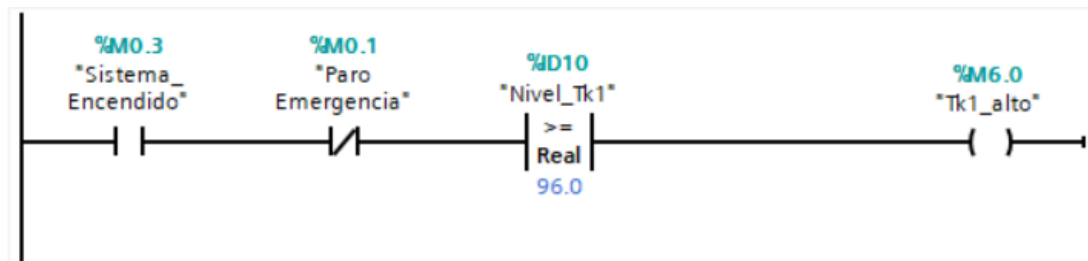 %M0.3
"Sistema_
Encendido"
%M0.1
"Paro
Emergencia"
%ID10
"Nivel_Tk1"
>=
Real
96.0
%M6.0
"Tk1_alto"